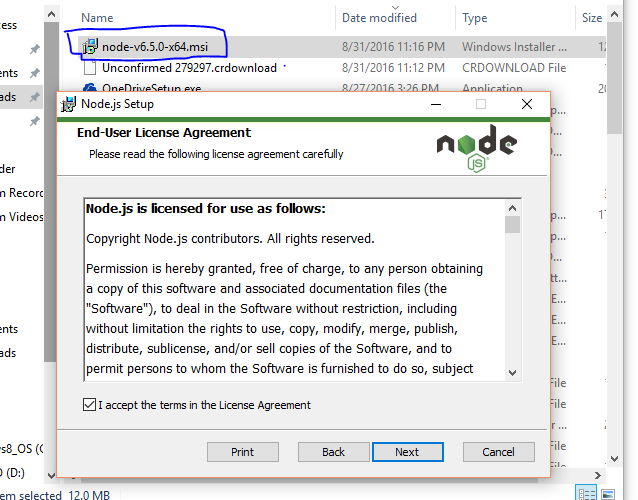 Name Date modified Type
cess
node-v6.5.0-x64.msi 8/31/2016 11:16 PM Windows Installer ... 12
ents Unconfirmed 279297.crdownload 8/31/2016 11:12 PM CRDOWNLOAD File
ads OneDriveSetup.exe 8/27/2016 3:26 PM Application 20
Node.js Setup
End-User License Agreement
Please read the following license agreement carefully
node
JS
der
m Record
m Videos
Node.js is licensed for use as follows:
Copyright Node.js contributors. All rights reserved.
Permission is hereby granted, free of charge, to any person obtaining
a copy of this software and associated documentation files (the
"Software"), to deal in the Software without restriction, including
without limitation the rights to use, copy, modify, merge, publish,
distribute, sublicense, and/or sell copies of the Software, and to
permit persons to whom the Software is furnished to do so, subject
ents
ads
I accept the terms in the License Agreement
s8_OS (
(D:)
Print Back Next Cancel
em selected 12.0 MB